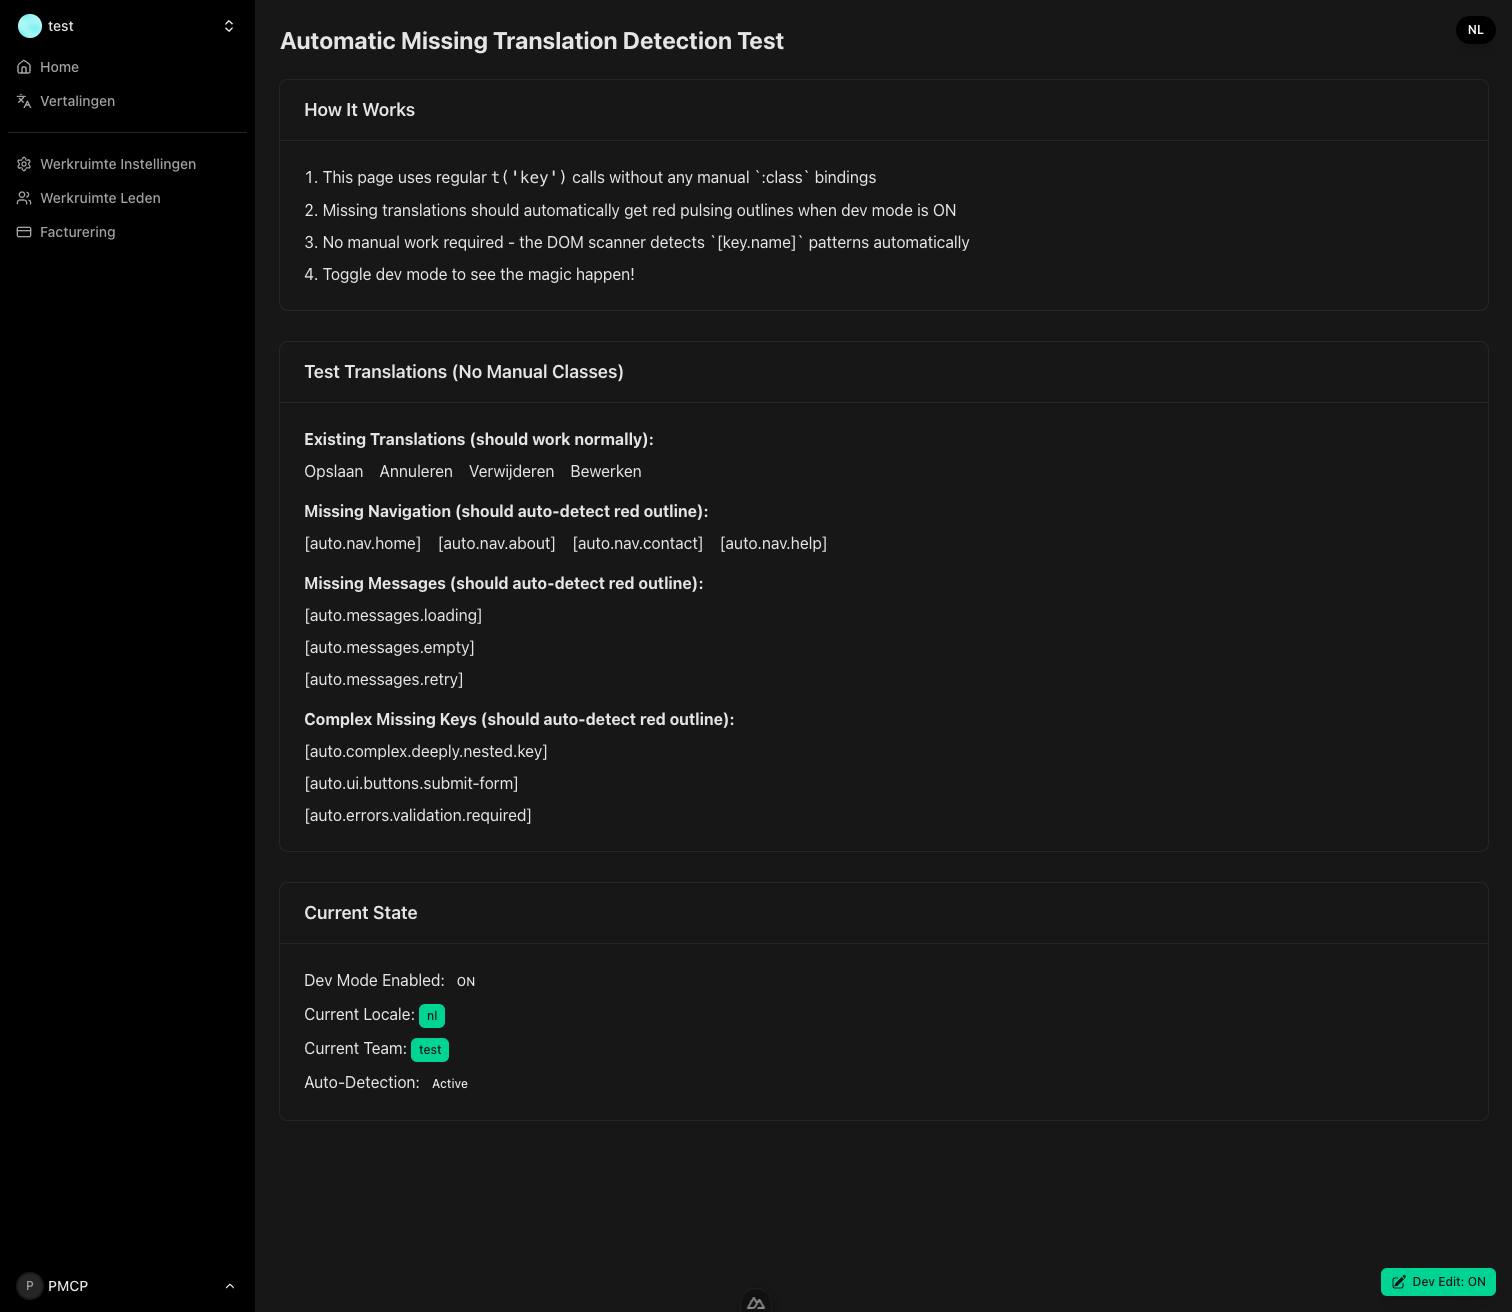 test
Home
Vertalingen
Werkruimte Instellingen
Werkruimte Leden
Facturering
P PMCP
NL
Automatic Missing Translation Detection Test
How It Works
1. This page uses regular t('key') calls without any manual `:class` bindings
2. Missing translations should automatically get red pulsing outlines when dev mode is ON
3. No manual work required - the DOM scanner detects `[key.name]` patterns automatically
4. Toggle dev mode to see the magic happen!
Test Translations (No Manual Classes)
Existing Translations (should work normally):
Opslaan Annuleren Verwijderen Bewerken
Missing Navigation (should auto-detect red outline):
[auto.nav.home] [auto.nav.about] [auto.nav.contact] [auto.nav.help]
Missing Messages (should auto-detect red outline):
[auto.messages.loading]
[auto.messages.empty]
[auto.messages.retry]
Complex Missing Keys (should auto-detect red outline):
[auto.complex.deeply.nested.key]
[auto.ui.buttons.submit-form]
[auto.errors.validation.required]
Current State
Dev Mode Enabled: ON
Current Locale: nl
Current Team: test
Auto-Detection: Active
Dev Edit: ON